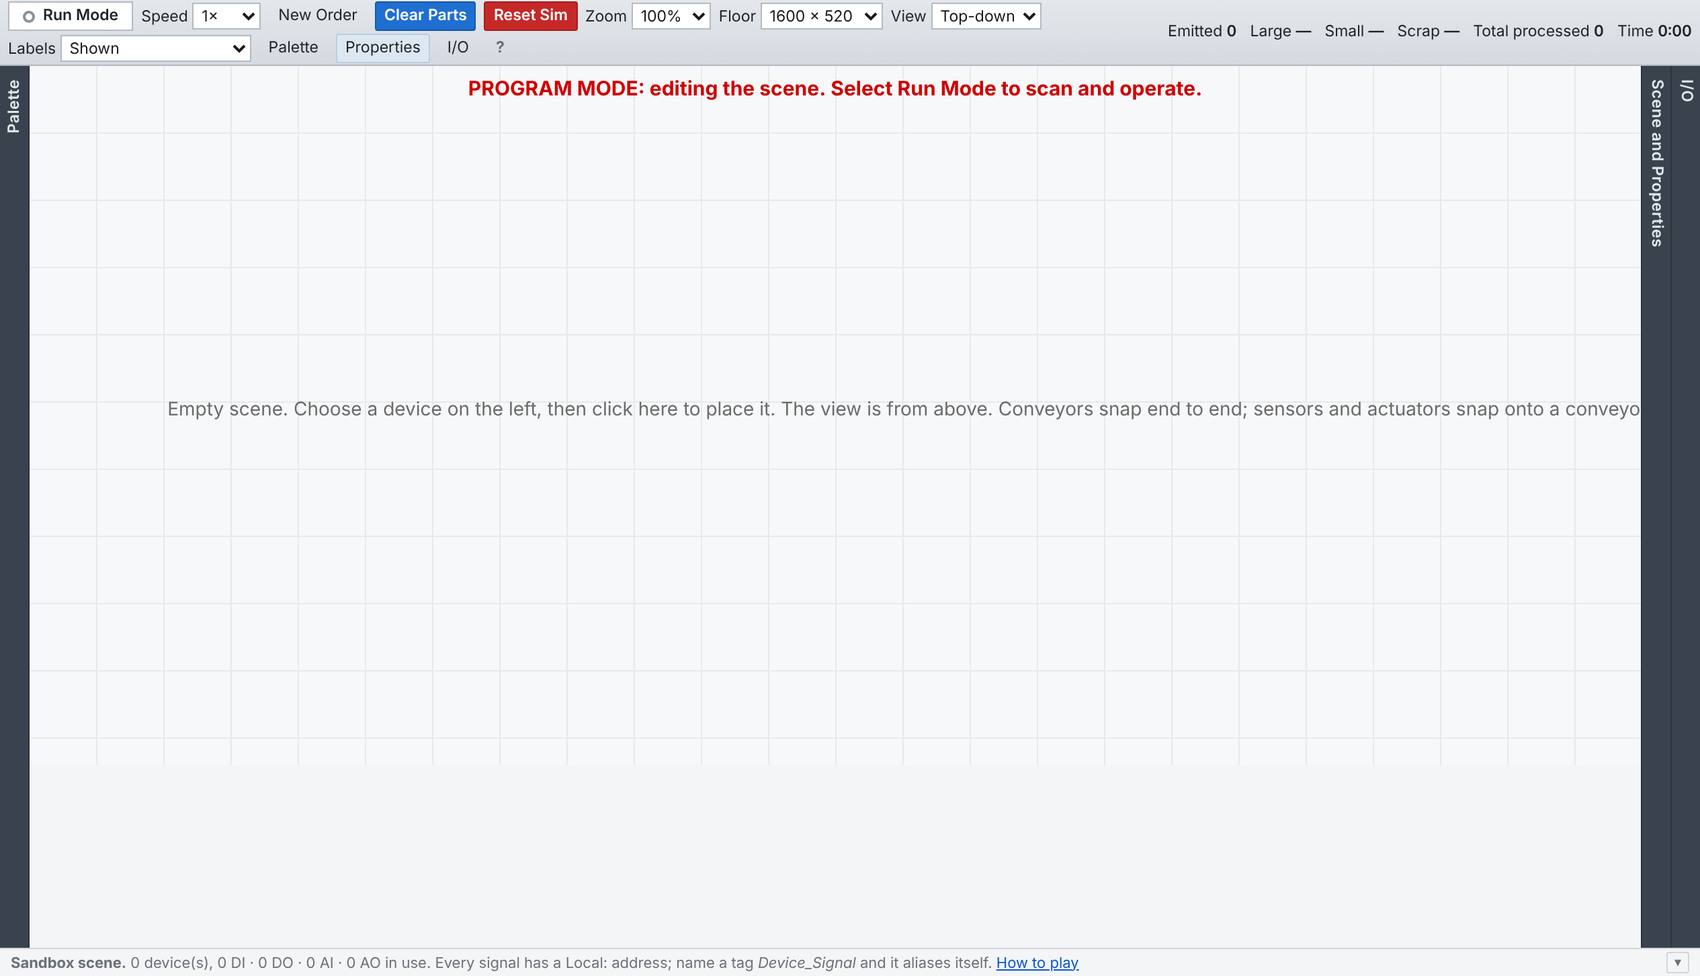 Run Mode Speed 1× New Order Clear Parts Reset Sim Zoom 100% Floor 1600 × 520 View Top-down
Labels Shown Palette Properties I/O ?
Emitted 0 Large — Small — Scrap — Total processed 0 Time 0:00
Palette
PROGRAM MODE: editing the scene. Select Run Mode to scan and operate.
Empty scene. Choose a device on the left, then click here to place it. The view is from above. Conveyors snap end to end; sensors and actuators snap onto a conveyo
Scene and Properties
I/O
Sandbox scene. 0 device(s), 0 DI · 0 DO · 0 AI · 0 AO in use. Every signal has a Local: address; name a tag Device_Signal and it aliases itself. How to play